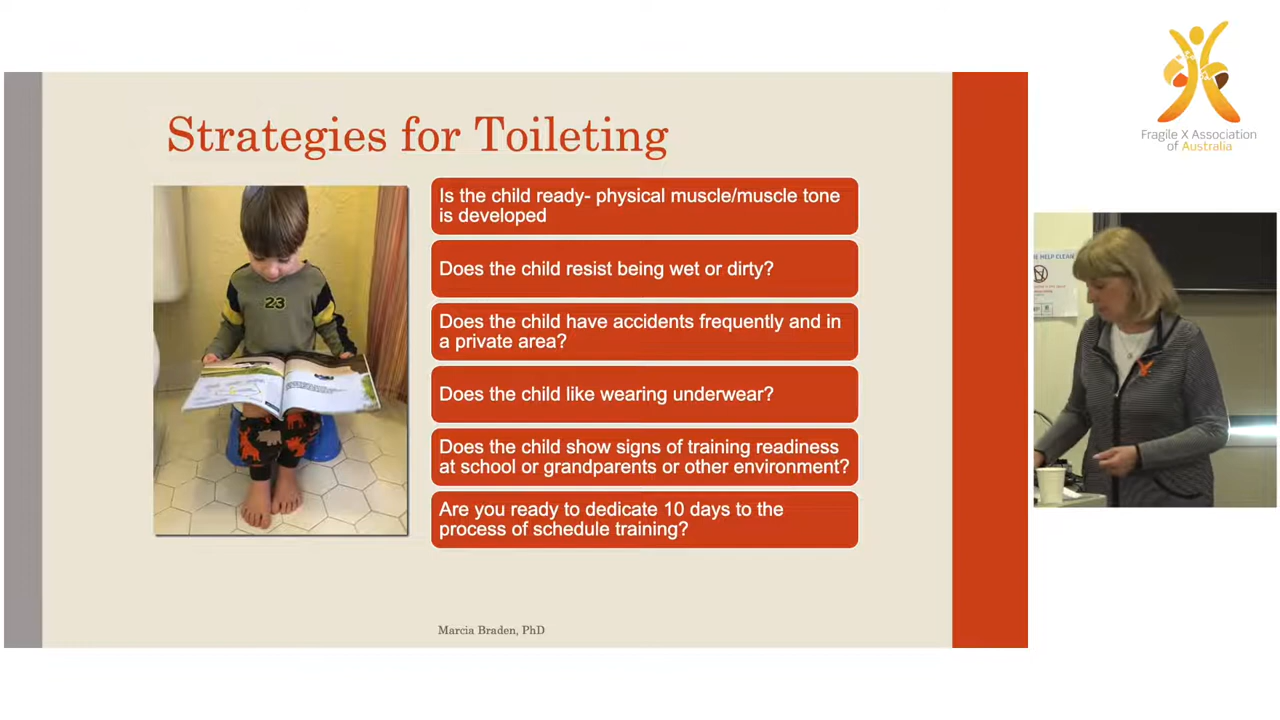 Fragile X Association
of Australia
Strategies for Toileting
23
Is the child ready- physical muscle/muscle tone
is developed
Does the child resist being wet or dirty?
Does the child have accidents frequently and in
a private area?
Does the child like wearing underwear?
Does the child show signs of training readiness
at school or grandparents or other environment?
Are you ready to dedicate 10 days to the
process of schedule training?
Marcia Braden, PhD
HELP CLEAN